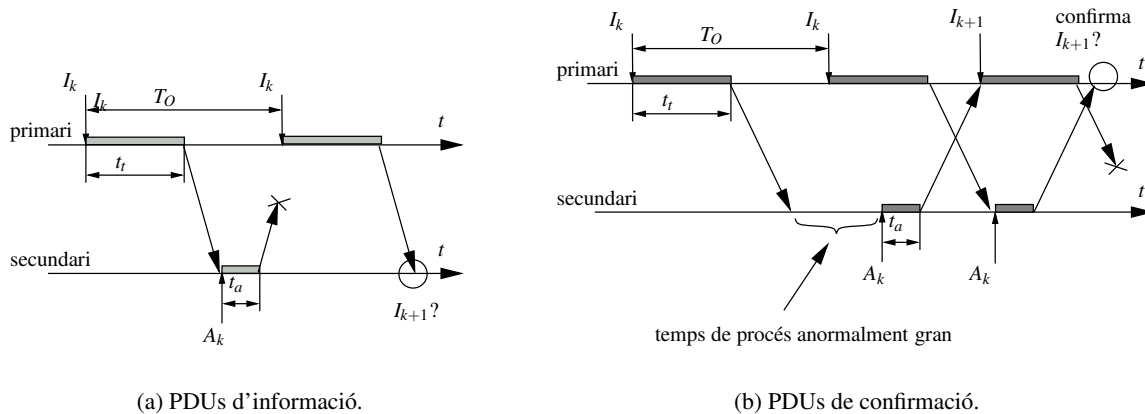 I_k
I_k
I_k
T_O
t
primari
t_t
t
secundari
t_a
I_{k+1}?
A_k
(a) PDUs d'informació.
I_k
I_k
I_{k+1}
confirma
I_{k+1}?
T_O
t
primari
t_t
t
secundari
t_a
A_k
A_k
temps de procés anormalment gran
(b) PDUs de confirmació.